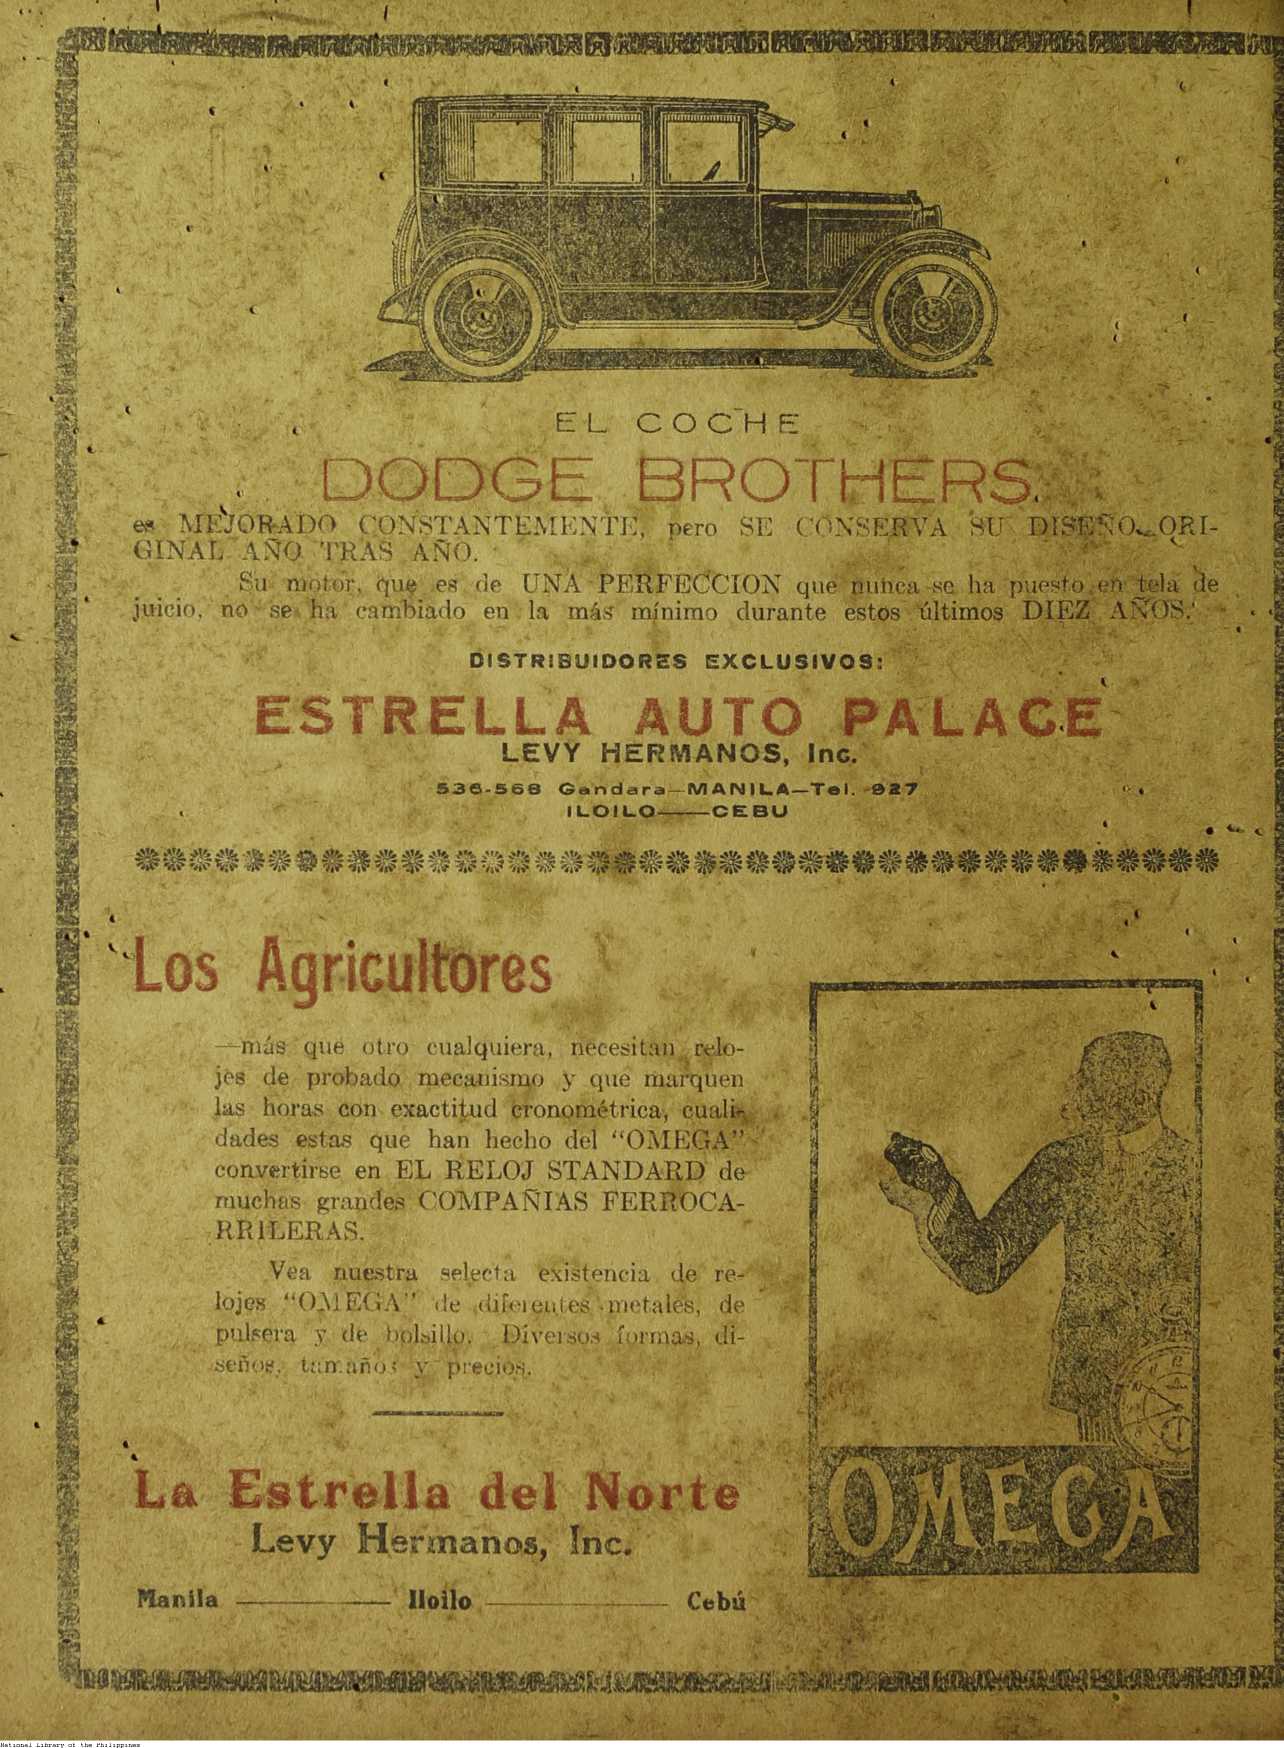 EL COCHE
DODGE BROTHERS.
es MEJORADO CONSTANTEMENTE, pero SE CONSERVA SU DISEÑO ORI-
GINAL AÑO TRAS AÑO.
Su motor, que es de UNA PERFECCION que nunca se ha puesto en tela de
juicio, no se ha cambiado en la más mínimo durante estos últimos DIEZ AÑOS.
DISTRIBUIDORES EXCLUSIVOS:
ESTRELLA AUTO PALACE
LEVY HERMANOS, Inc.
536-568 Gandara—MANILA—Tel. 927
ILOILO——CEBU
Los Agricultores
—más que otro cualquiera, necesitan relo-
jes de probado mecanismo y que marquen
las horas con exactitud cronométrica, cuali-
dades estas que han hecho del “OMEGA”
convertirse en EL RELOJ STANDARD de
muchas grandes COMPAÑIAS FERROCA-
RRILERAS.
Vea nuestra selecta existencia de re-
lojes “OMEGA” de diferentes metales, de
pulsera y de bolsillo. Diversos formas, di-
seños, tamaños y precios.
OMEGA
La Estrella del Norte
Levy Hermanos, Inc.
Manila ——— Iloilo ——— Cebú
National Library of the Philippines